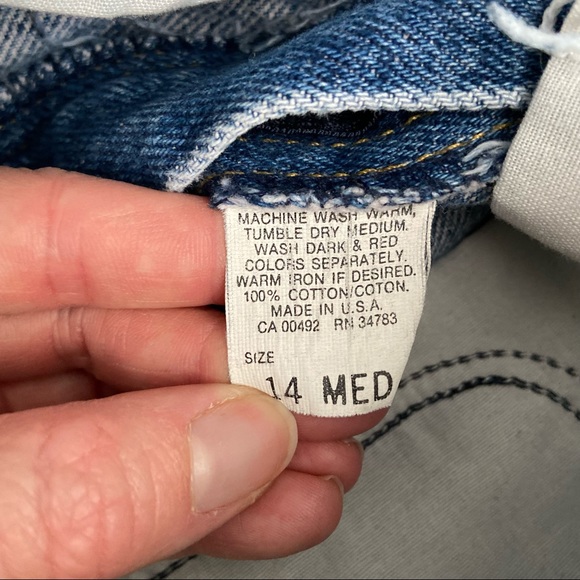 MACHINE WASH WARM,
TUMBLE DRY MEDIUM.
WASH DARK & RED
COLORS SEPARATELY.
WARM IRON IF DESIRED.
100% COTTON/COTON.
MADE IN U.S.A.
CA 00492 RN 34783
SIZE
14 MED